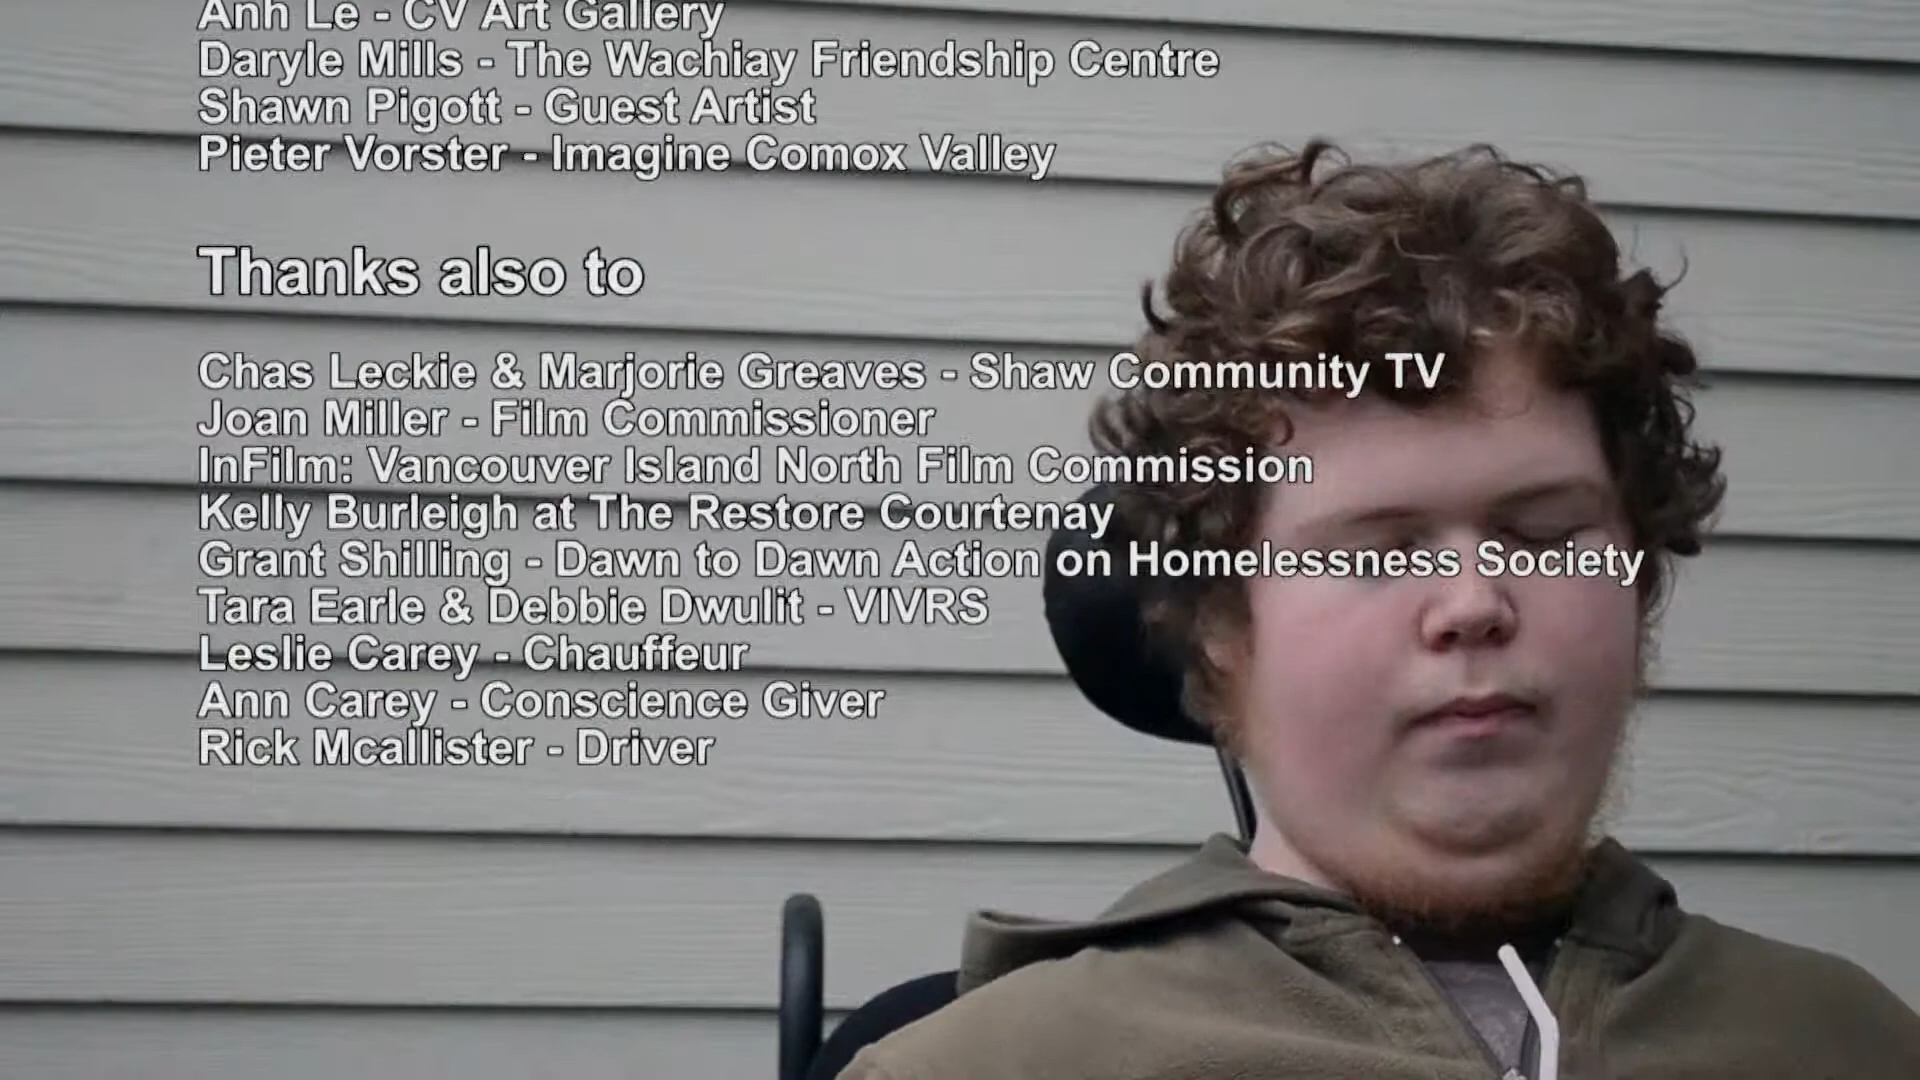 Anh Le - CV Art Gallery
Daryle Mills - The Wachiay Friendship Centre
Shawn Pigott - Guest Artist
Pieter Vorster - Imagine Comox Valley
Thanks also to
Chas Leckie & Marjorie Greaves - Shaw Community TV
Joan Miller - Film Commissioner
InFilm: Vancouver Island North Film Commission
Kelly Burleigh at The Restore Courtenay
Grant Shilling - Dawn to Dawn Action on Homelessness Society
Tara Earle & Debbie Dwulit - VIVRS
Leslie Carey - Chauffeur
Ann Carey - Conscience Giver
Rick Mcallister - Driver